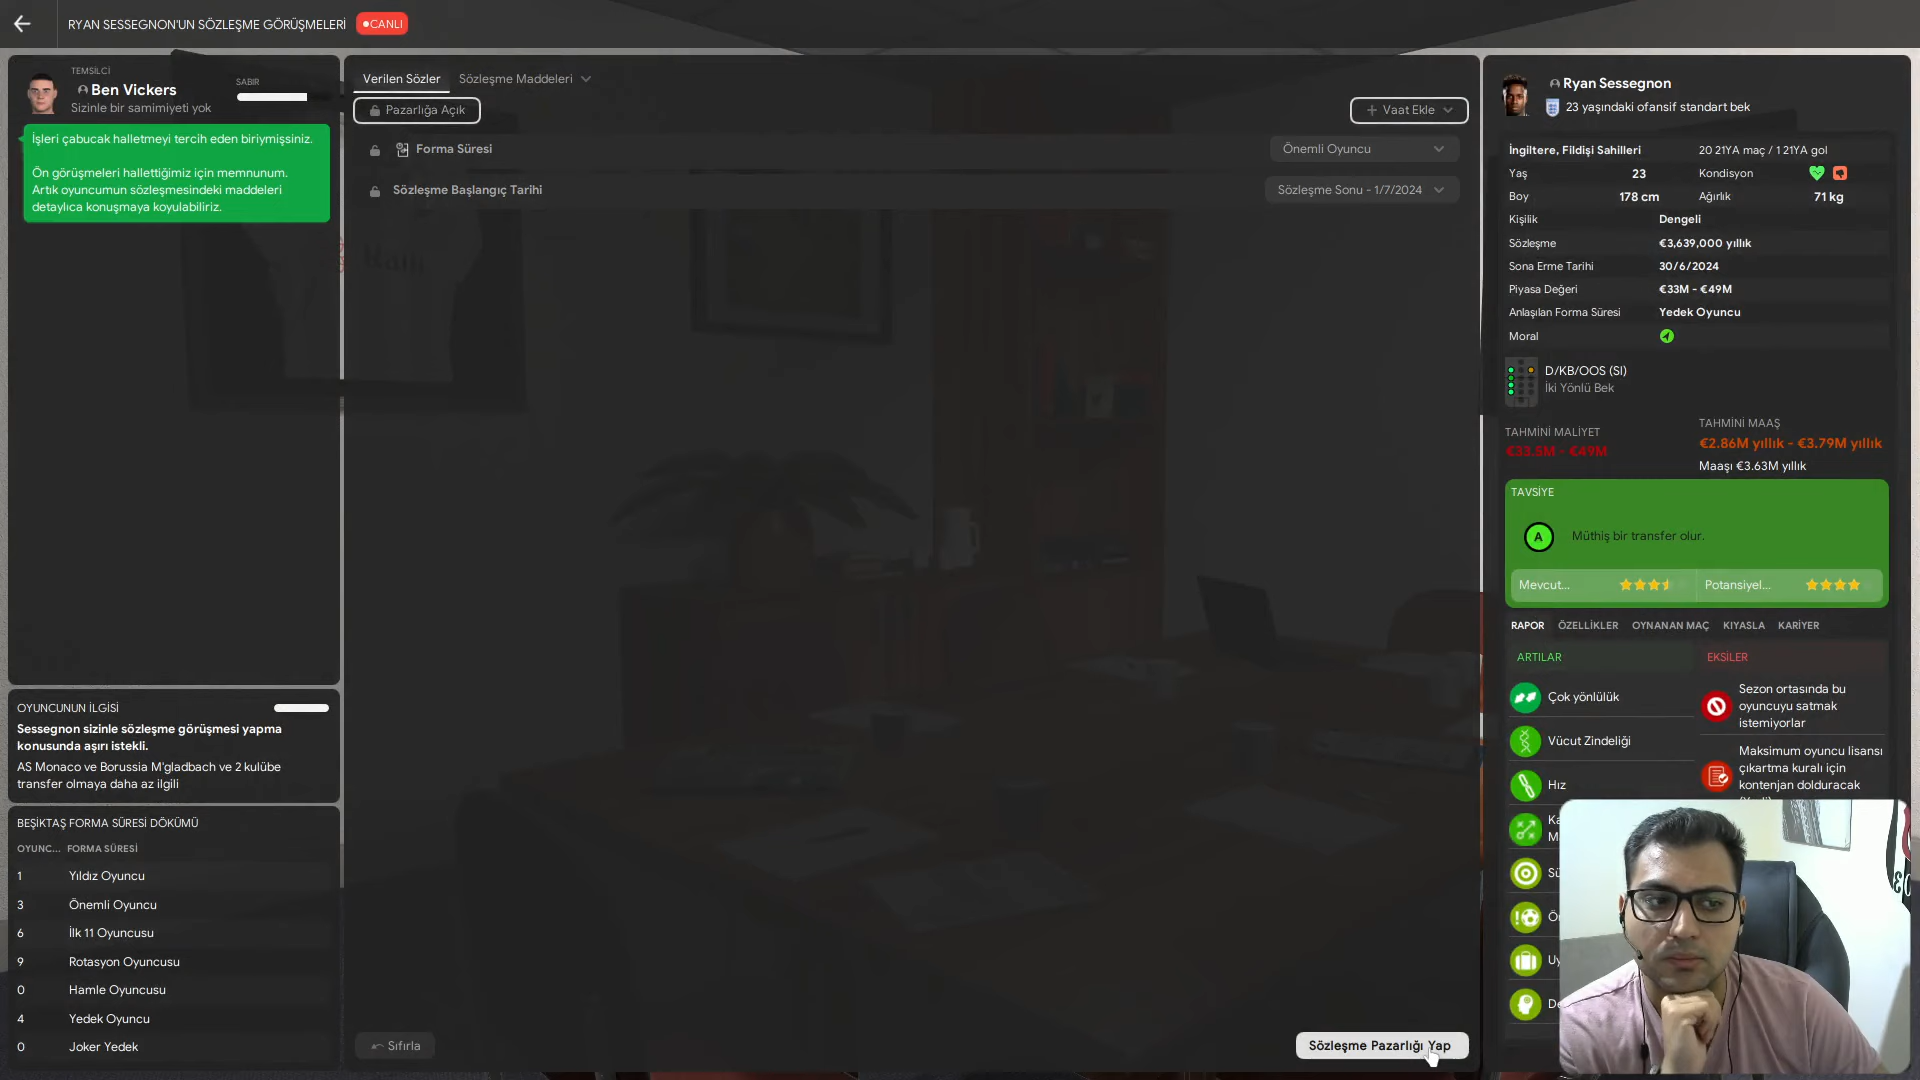 RYAN SESSEGNON'UN SÖZLEŞME GÖRÜŞMELERİ
CANLI
TEMSİLCİ
Ben Vickers
Sizinle bir samimiyeti yok
SABIR
İşleri çabucak halletmeyi tercih eden biriymişsiniz.
Ön görüşmeleri hallettiğimiz için memnunum.
Artık oyuncumun sözleşmesindeki maddeleri
detaylıca konuşmaya koyulabiliriz.
OYUNCUNUN İLGİSİ
Sessegnon sizinle sözleşme görüşmesi yapma
konusunda aşırı istekli.
AS Monaco ve Borussia M'gladbach ve 2 kulübe
transfer olmaya daha az ilgili
BEŞİKTAŞ FORMA SÜRESİ DÖKÜMÜ
OYUNC... FORMA SÜRESİ
1 Yıldız Oyuncu
3 Önemli Oyuncu
6 İlk 11 Oyuncusu
9 Rotasyon Oyuncusu
0 Hamle Oyuncusu
4 Yedek Oyuncu
0 Joker Yedek
Verilen Sözler Sözleşme Maddeleri
Pazarlığa Açık
Vaat Ekle
Forma Süresi Önemli Oyuncu
Sözleşme Başlangıç Tarihi Sözleşme Sonu - 1/7/2024
Sıfırla
Sözleşme Pazarlığı Yap
Ryan Sessegnon
23 yaşındaki ofansif standart bek
İngiltere, Fildişi Sahilleri 20 21YA maç / 1 21YA gol
Yaş 23 Kondisyon
Boy 178 cm Ağırlık 71 kg
Kişilik Dengeli
Sözleşme €3,639,000 yıllık
Sona Erme Tarihi 30/6/2024
Piyasa Değeri €33M - €49M
Anlaşılan Forma Süresi Yedek Oyuncu
Moral
D/KB/OOS (Sl)
İki Yönlü Bek
TAHMİNİ MALİYET
€33.5M - €49M
TAHMİNİ MAAŞ
€2.86M yıllık - €3.79M yıllık
Maaşı €3.63M yıllık
TAVSİYE
A Müthiş bir transfer olur.
Mevcut... Potansiyel...
RAPOR ÖZELLİKLER OYNANAN MAÇ KIYASLA KARİYER
ARTILAR
Çok yönlülük
Vücut Zindeliği
Hız
EKSİLER
Sezon ortasında bu
oyuncuyu satmak
istemiyorlar
Maksimum oyuncu lisansı
çıkartma kuralı için
kontenjan dolduracak